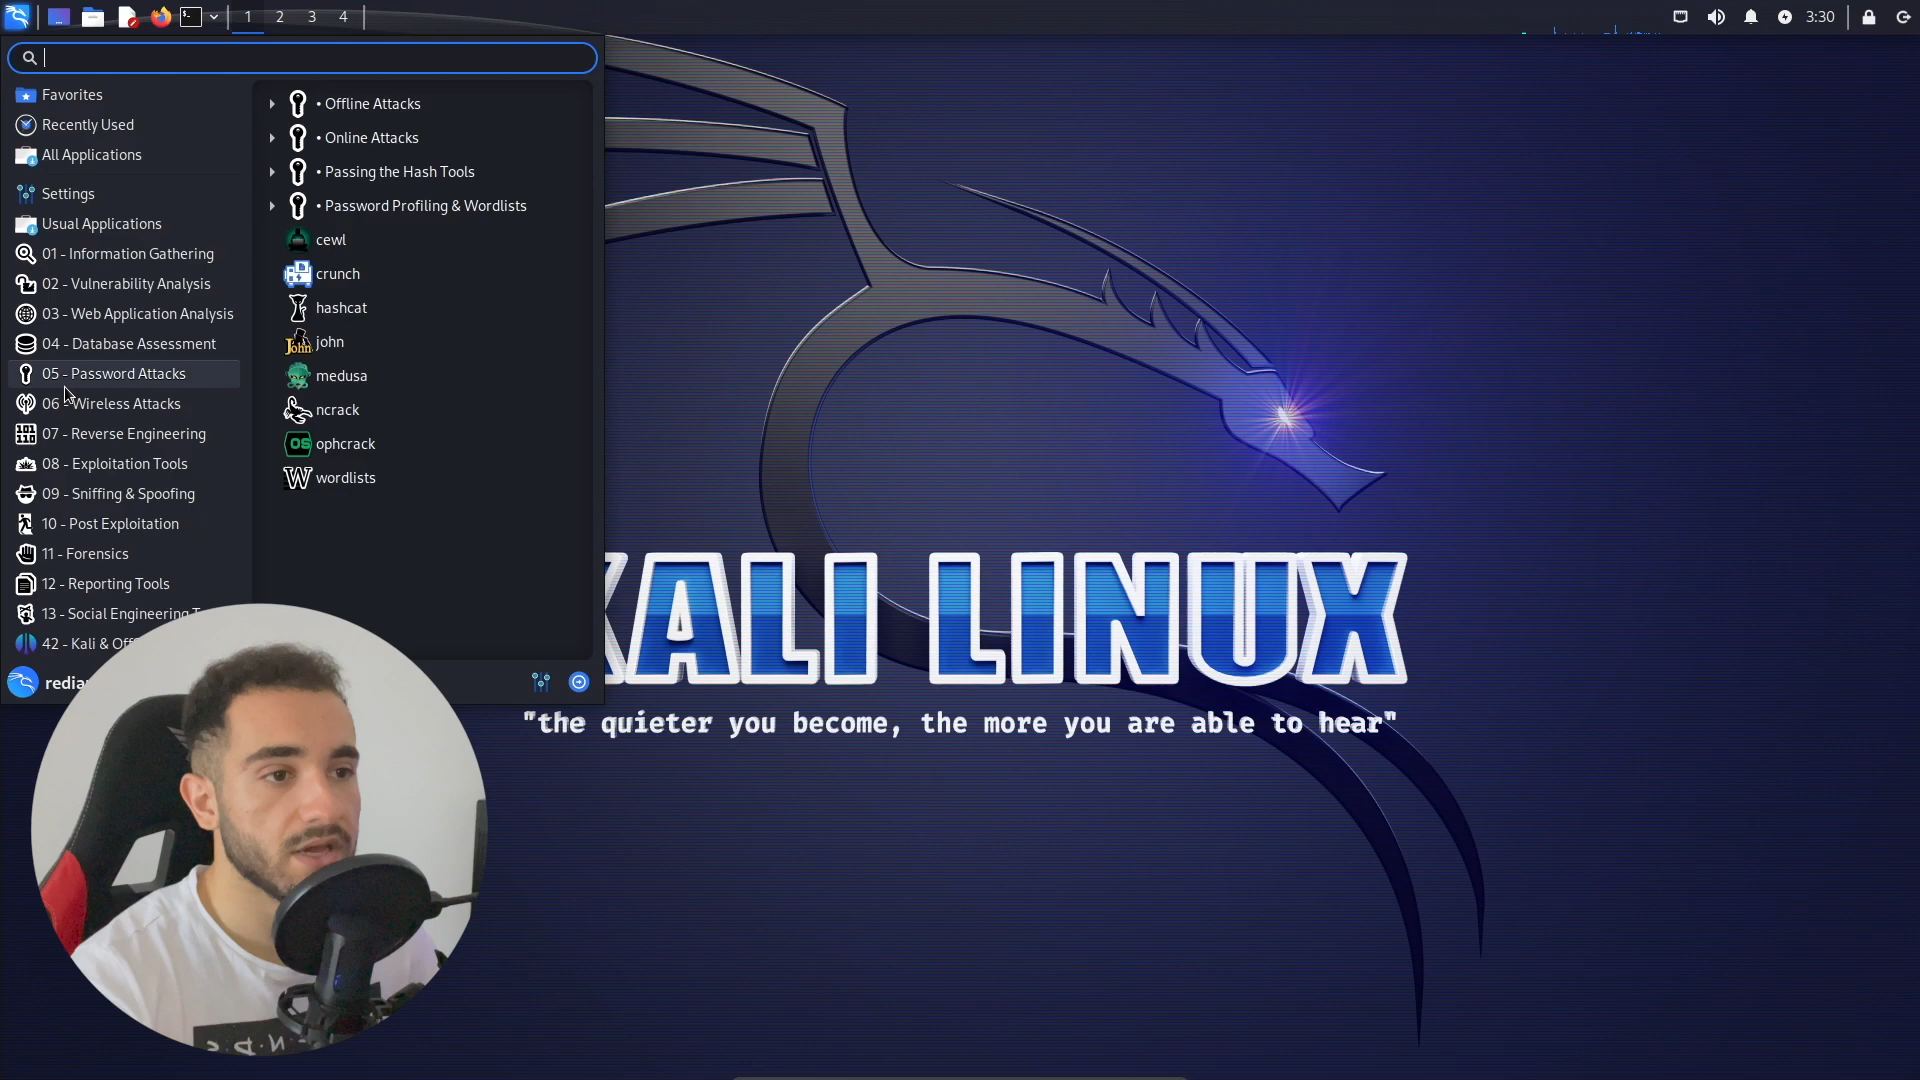 1 2 3 4
3:30
Favorites
Recently Used
All Applications
Settings
Usual Applications
01 - Information Gathering
02 - Vulnerability Analysis
03 - Web Application Analysis
04 - Database Assessment
05 - Password Attacks
06 - Wireless Attacks
07 - Reverse Engineering
08 - Exploitation Tools
09 - Sniffing & Spoofing
10 - Post Exploitation
11 - Forensics
12 - Reporting Tools
13 - Social Engineering T
42 - Kali & Off
redia
• Offline Attacks
• Online Attacks
• Passing the Hash Tools
• Password Profiling & Wordlists
cewl
crunch
hashcat
john
medusa
ncrack
ophcrack
wordlists
KALI LINUX
"the quieter you become, the more you are able to hear"